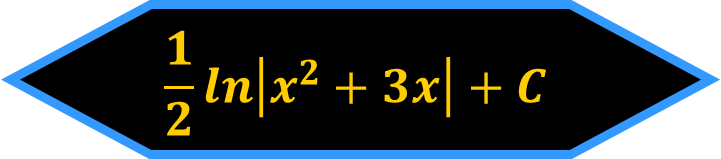 1/2 ln|x² + 3x| + C